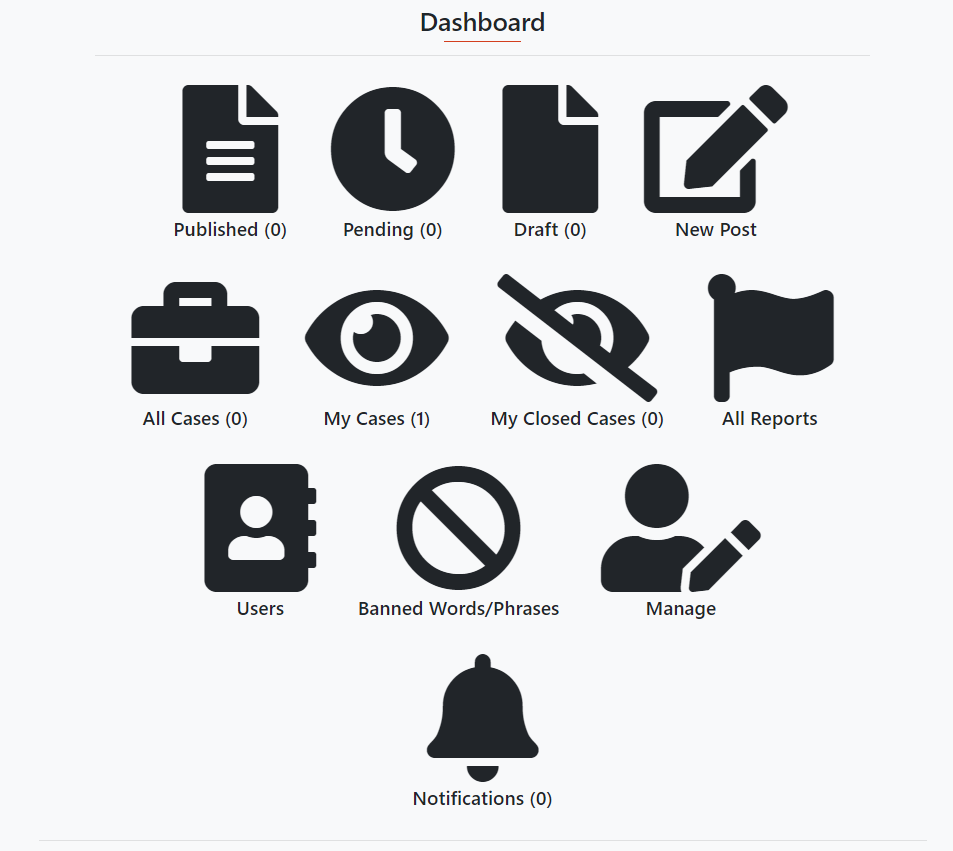 Dashboard
Published (0)
Pending (0)
Draft (0)
New Post
All Cases (0)
My Cases (1)
My Closed Cases (0)
All Reports
Users
Banned Words/Phrases
Manage
Notifications (0)